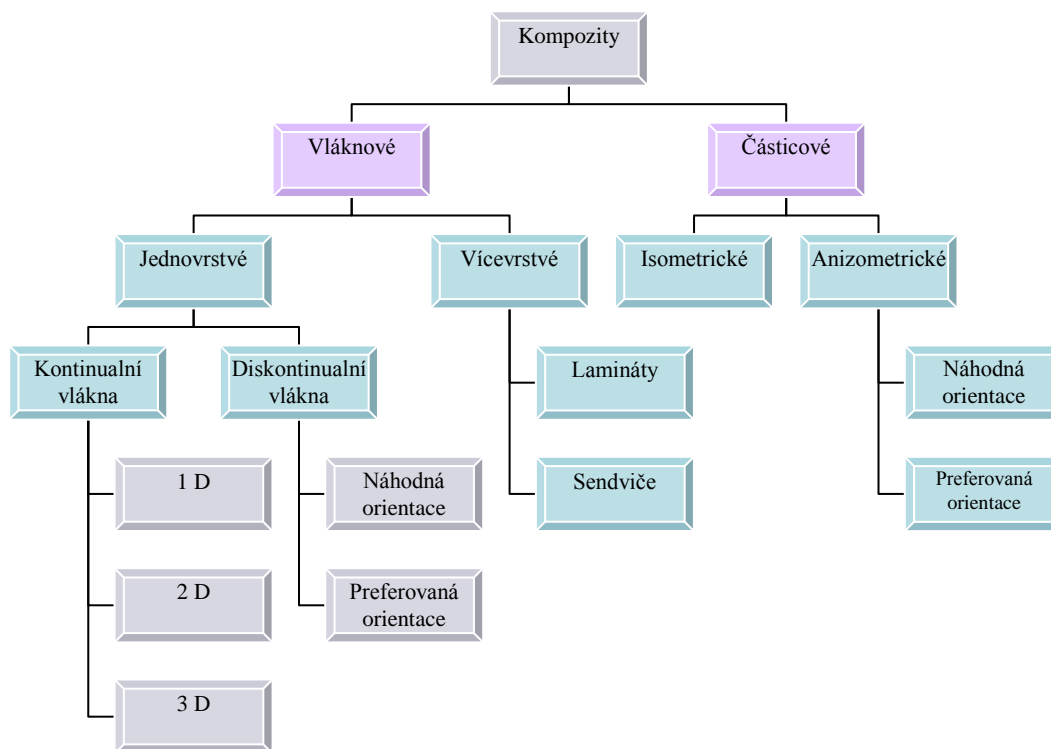 Kompozity
Vláknové
Částicové
Jednovrstvé
Vícevrstvé
Isometrické
Anizometrické
Kontinualní
vlákna
Diskontinualní
vlákna
Lamináty
Náhodná
orientace
1 D
Náhodná
orientace
Sendviče
Preferovaná
orientace
2 D
Preferovaná
orientace
3 D